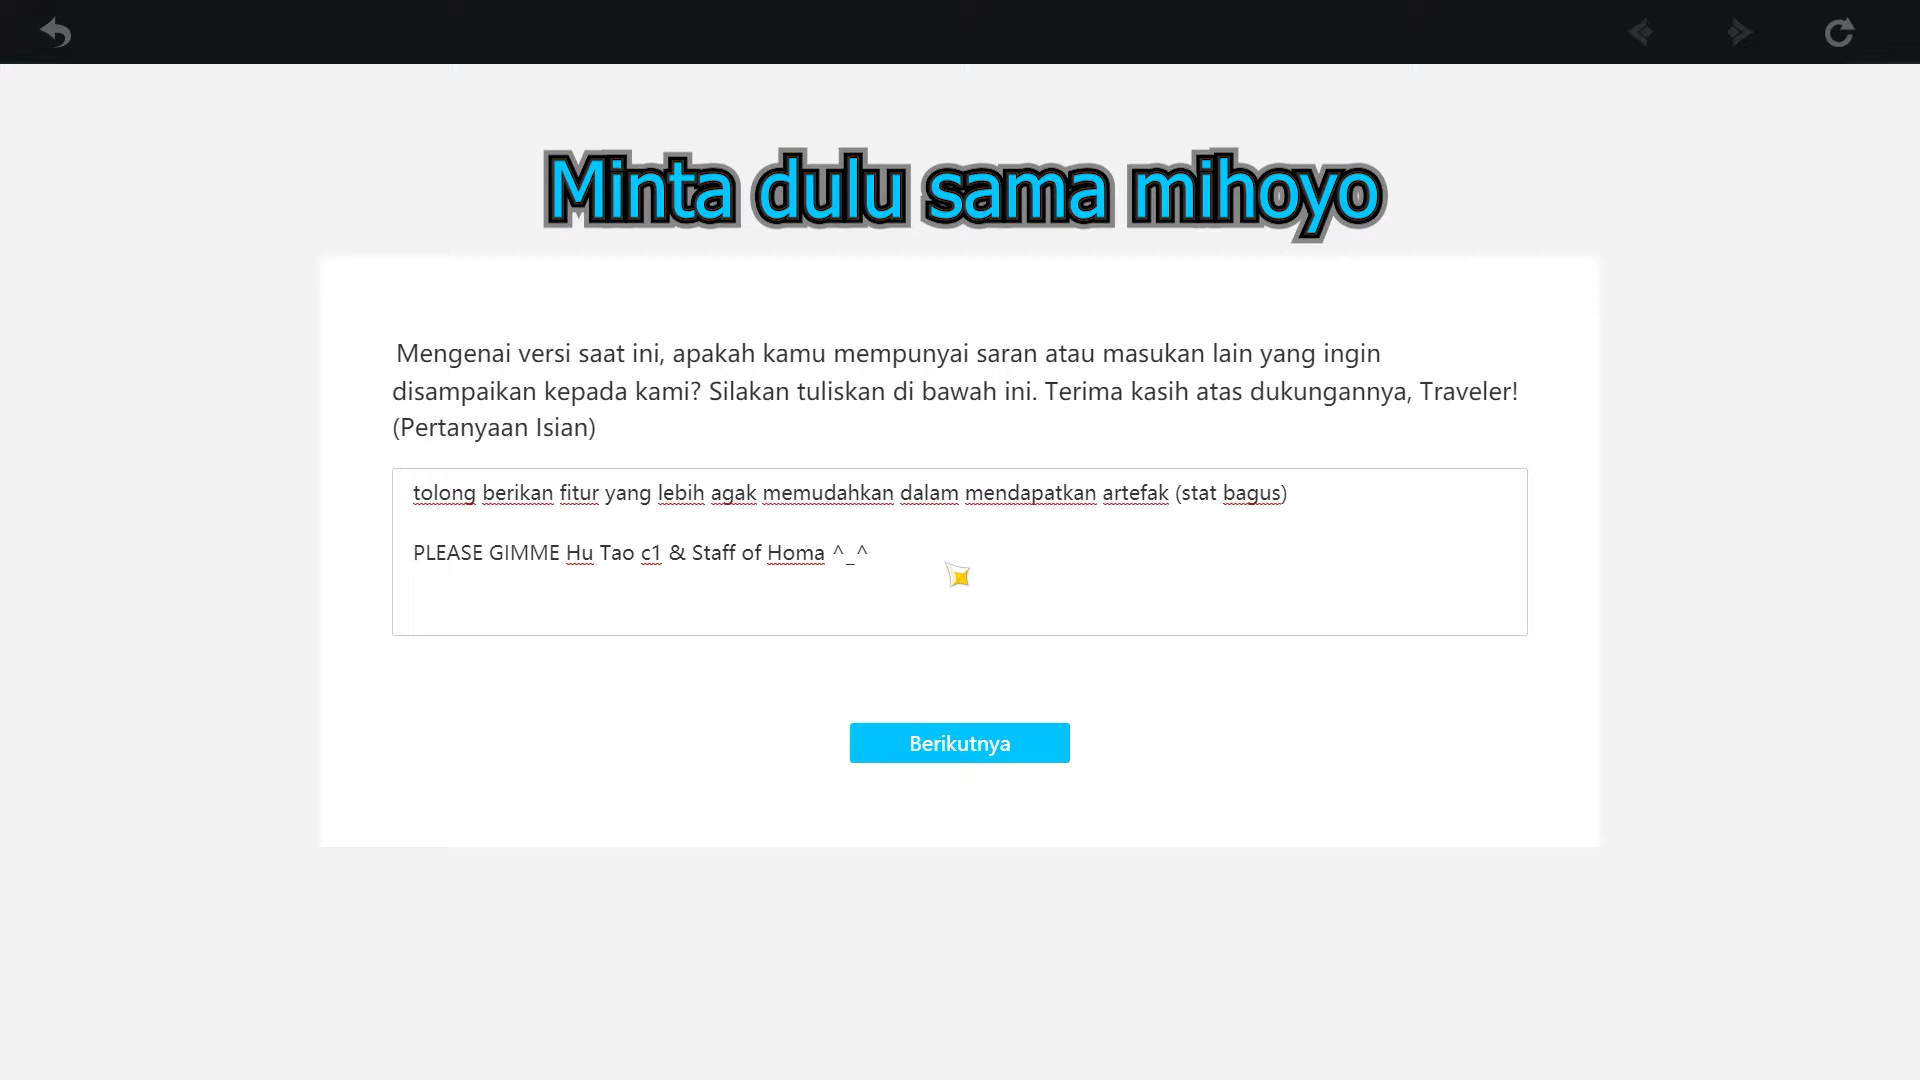 Minta dulu sama mihoyo
Mengenai versi saat ini, apakah kamu mempunyai saran atau masukan lain yang ingin
disampaikan kepada kami? Silakan tuliskan di bawah ini. Terima kasih atas dukungannya, Traveler!
(Pertanyaan Isian)
tolong berikan fitur yang lebih agak memudahkan dalam mendapatkan artefak (stat bagus)
PLEASE GIMME Hu Tao c1 & Staff of Homa ^_^
Berikutnya